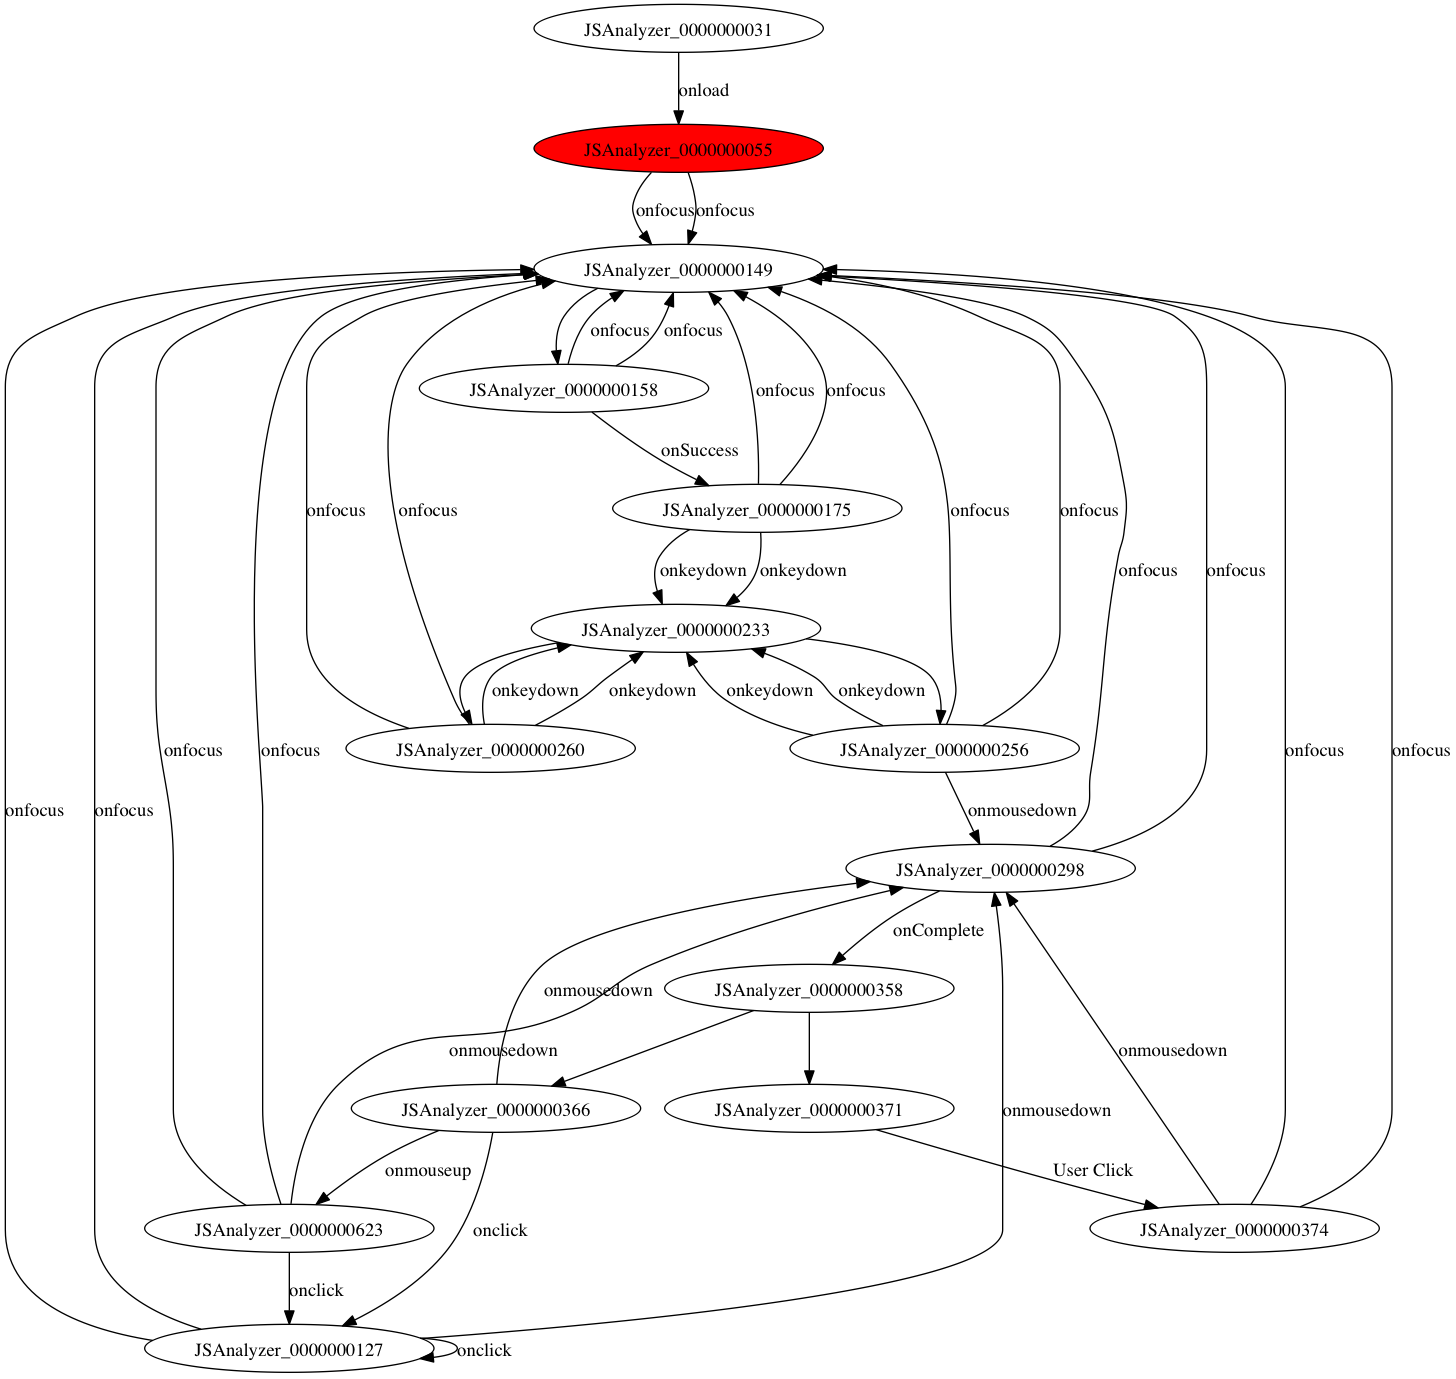 JSAnalyzer_0000000031
onload
JSAnalyzer_0000000055
onfocus
onfocus
JSAnalyzer_0000000149
onfocus
onfocus
JSAnalyzer_0000000158
onfocus
onfocus
onSuccess
JSAnalyzer_0000000175
onfocus
onfocus
onfocus
onfocus
onkeydown
onkeydown
onfocus
onfocus
JSAnalyzer_0000000233
onkeydown
onkeydown
onkeydown
onkeydown
JSAnalyzer_0000000260
JSAnalyzer_0000000256
onfocus
onfocus
onfocus
onfocus
onfocus
onfocus
onmousedown
JSAnalyzer_0000000298
onComplete
onmousedown
JSAnalyzer_0000000358
onmousedown
onmousedown
JSAnalyzer_0000000366
JSAnalyzer_0000000371
onmousedown
onmouseup
User Click
JSAnalyzer_0000000623
onclick
JSAnalyzer_0000000374
onclick
JSAnalyzer_0000000127
onclick